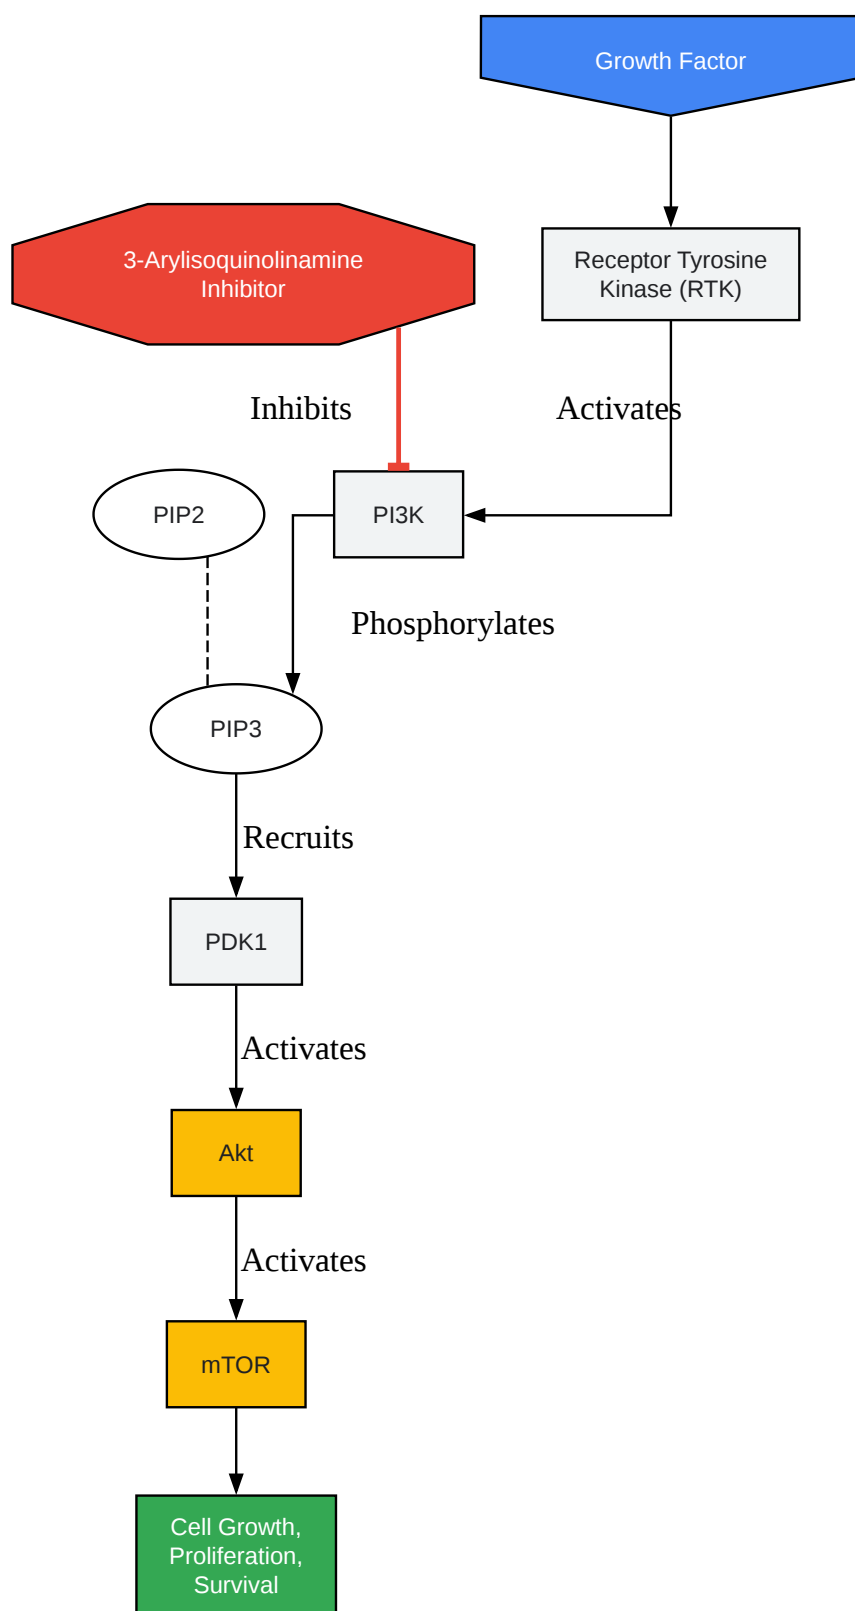 Growth Factor
3-Arylisoquinolinamine
Inhibitor
Receptor Tyrosine
Kinase (RTK)
Inhibits
Activates
PIP2
PI3K
Phosphorylates
PIP3
Recruits
PDK1
Activates
Akt
Activates
mTOR
Cell Growth,
Proliferation,
Survival